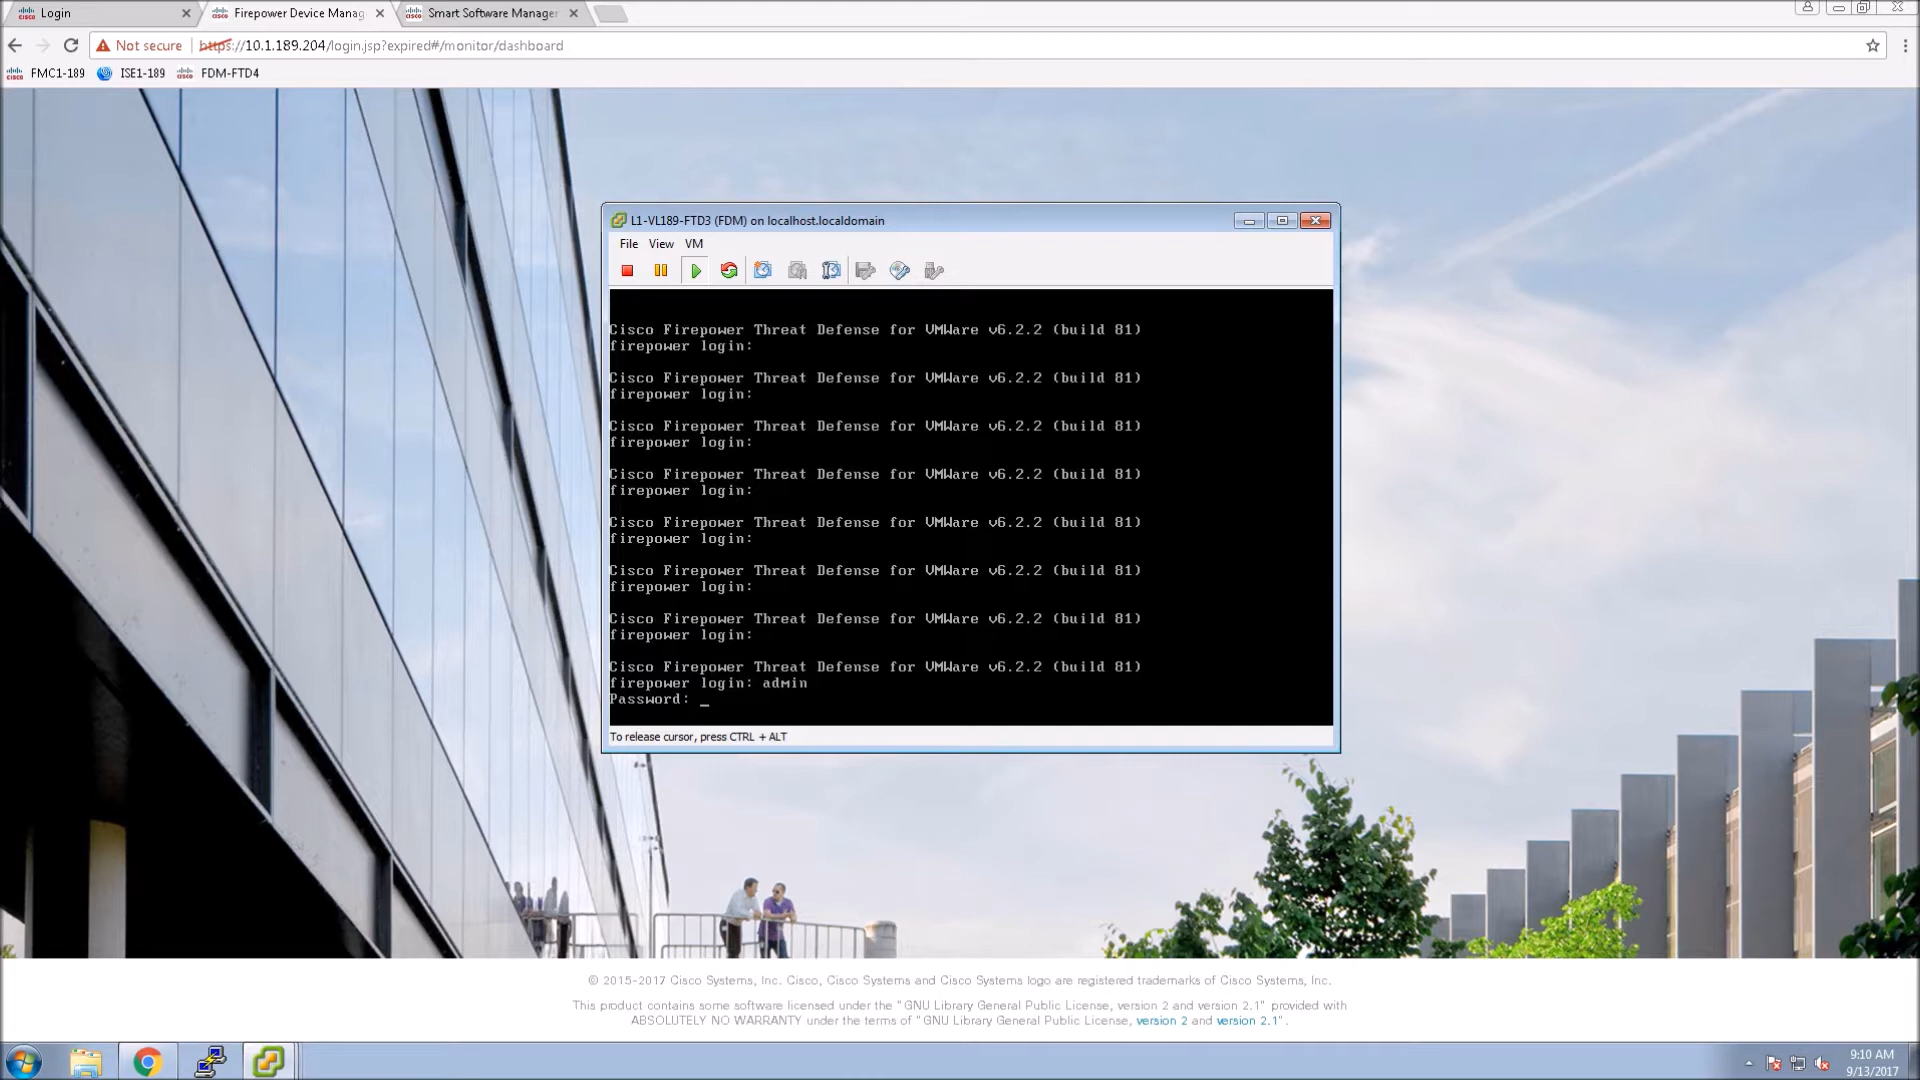 Login
Firepower Device Manag
Smart Software Manager
Not secure
https://10.1.189.204/login.jsp?expired#/monitor/dashboard
FMC1-189
ISE1-189
FDM-FTD4
L1-VL189-FTD3 (FDM) on localhost.localdomain
File View VM
Cisco Firepower Threat Defense for VMWare v6.2.2 (build 81)
firepower login:
Cisco Firepower Threat Defense for VMWare v6.2.2 (build 81)
firepower login:
Cisco Firepower Threat Defense for VMWare v6.2.2 (build 81)
firepower login:
Cisco Firepower Threat Defense for VMWare v6.2.2 (build 81)
firepower login:
Cisco Firepower Threat Defense for VMWare v6.2.2 (build 81)
firepower login:
Cisco Firepower Threat Defense for VMWare v6.2.2 (build 81)
firepower login:
Cisco Firepower Threat Defense for VMWare v6.2.2 (build 81)
firepower login:
Cisco Firepower Threat Defense for VMWare v6.2.2 (build 81)
firepower login: admin
Password: _
To release cursor, press CTRL + ALT
© 2015-2017 Cisco Systems, Inc. Cisco, Cisco Systems and Cisco Systems logo are registered trademarks of Cisco Systems, Inc.
This product contains some software licensed under the "GNU Library General Public License, version 2 and version 2.1" provided with
ABSOLUTELY NO WARRANTY under the terms of "GNU Library General Public License, version 2 and version 2.1".
9:10 AM
9/13/2017